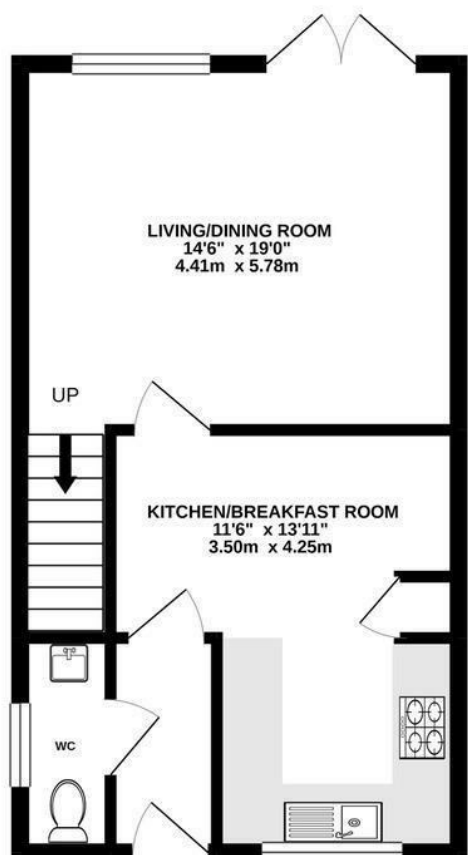 LIVING/DINING ROOM
14'6" x 19'0"
4.41m x 5.78m
UP
KITCHEN/BREAKFAST ROOM
11'6" x 13'11"
3.50m x 4.25m
WC